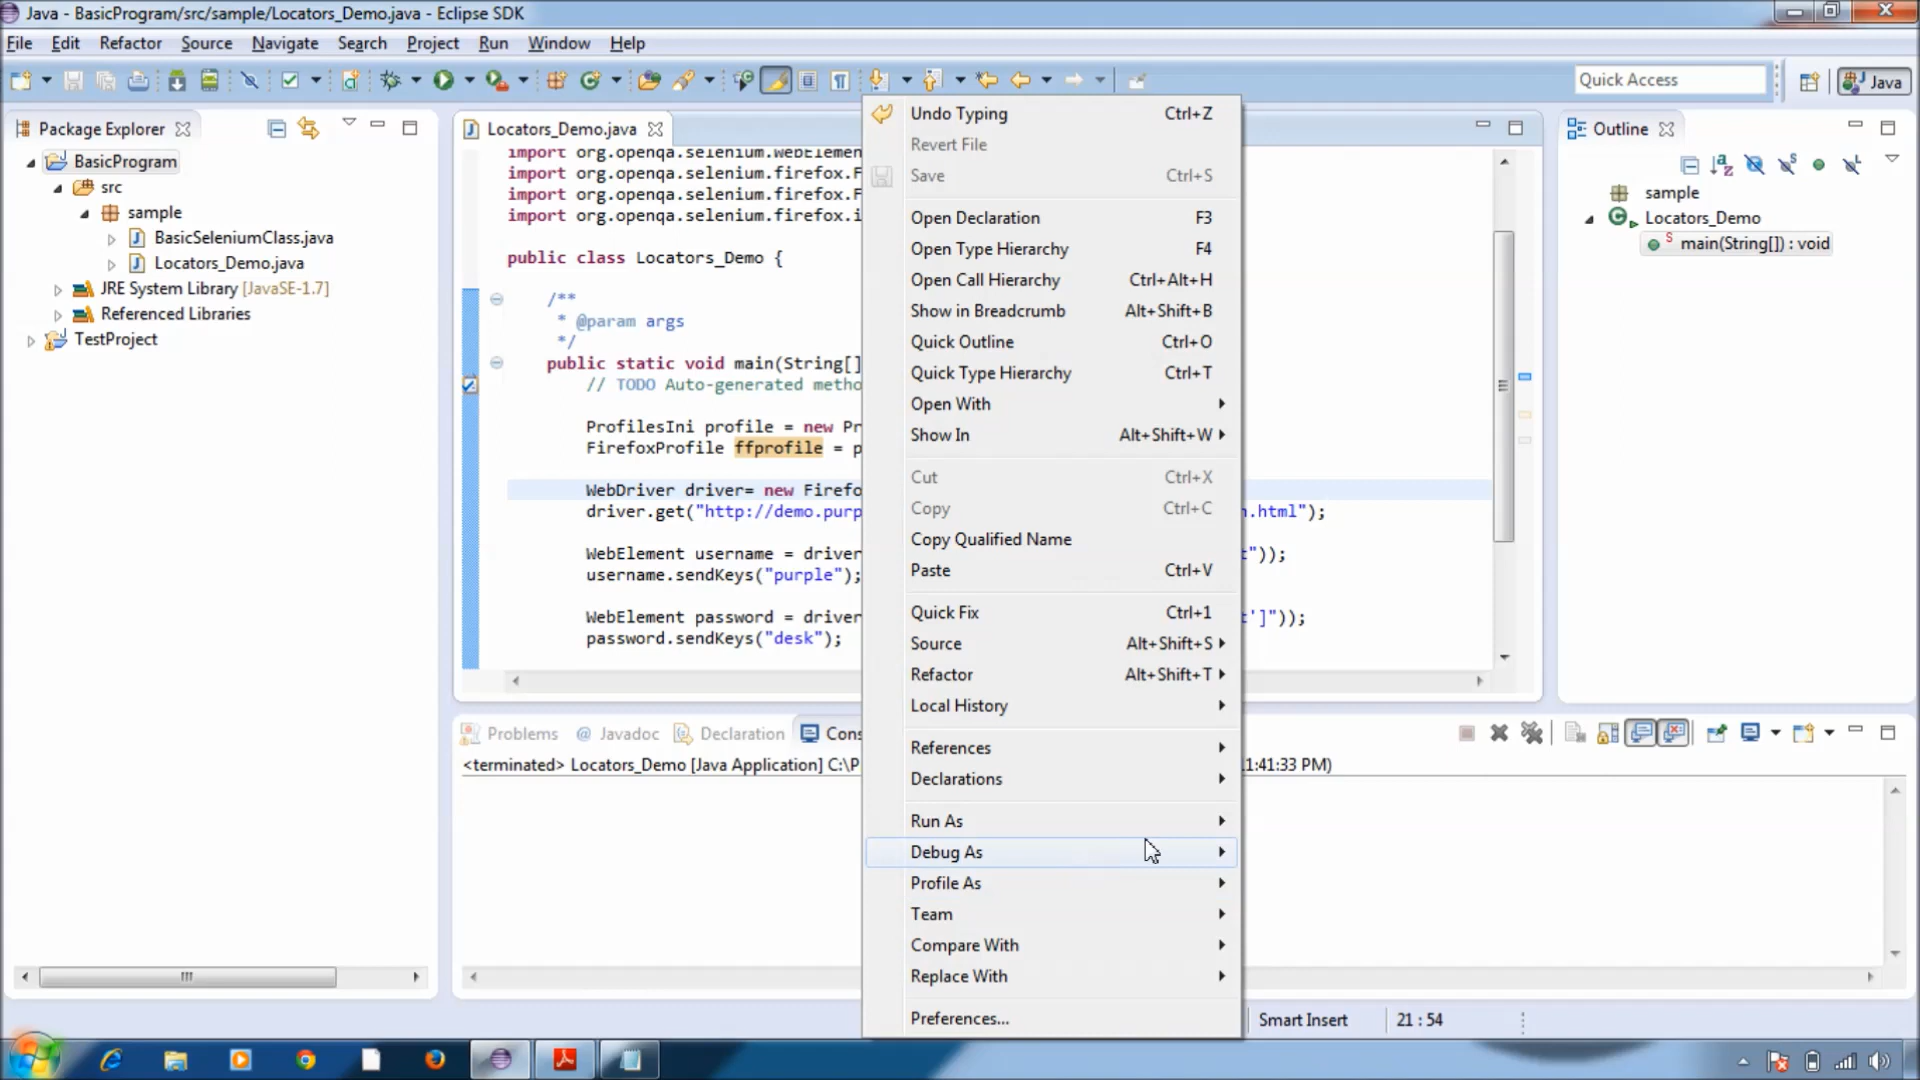 Java - BasicProgram/src/sample/Locators_Demo.java - Eclipse SDK
File Edit Refactor Source Navigate Search Project Run Window Help
Quick Access
Java
Package Explorer
BasicProgram
src
sample
BasicSeleniumClass.java
Locators_Demo.java
JRE System Library [JavaSE-1.7]
Referenced Libraries
TestProject
Locators_Demo.java
import org.openqa.selenium.WebElemen
import org.openqa.selenium.firefox.F
import org.openqa.selenium.firefox.F
import org.openqa.selenium.firefox.i
public class Locators_Demo {
/**
* @param args
*/
public static void main(String[]
// TODO Auto-generated metho
ProfilesIni profile = new Pr
FirefoxProfile ffprofile = p
WebDriver driver= new Firefo
driver.get("http://demo.purp n.html");
WebElement username = driver t"));
username.sendKeys("purple");
WebElement password = driver t']"));
password.sendKeys("desk");
Undo Typing Ctrl+Z
Revert File
Save Ctrl+S
Open Declaration F3
Open Type Hierarchy F4
Open Call Hierarchy Ctrl+Alt+H
Show in Breadcrumb Alt+Shift+B
Quick Outline Ctrl+O
Quick Type Hierarchy Ctrl+T
Open With
Show In Alt+Shift+W
Cut Ctrl+X
Copy Ctrl+C
Copy Qualified Name
Paste Ctrl+V
Quick Fix Ctrl+1
Source Alt+Shift+S
Refactor Alt+Shift+T
Local History
References
Declarations
Run As
Debug As
Profile As
Team
Compare With
Replace With
Preferences...
Outline
sample
Locators_Demo
main(String[]) : void
Problems @ Javadoc Declaration Cons
<terminated> Locators_Demo [Java Application] C:\P 1:41:33 PM)
Smart Insert 21 : 54